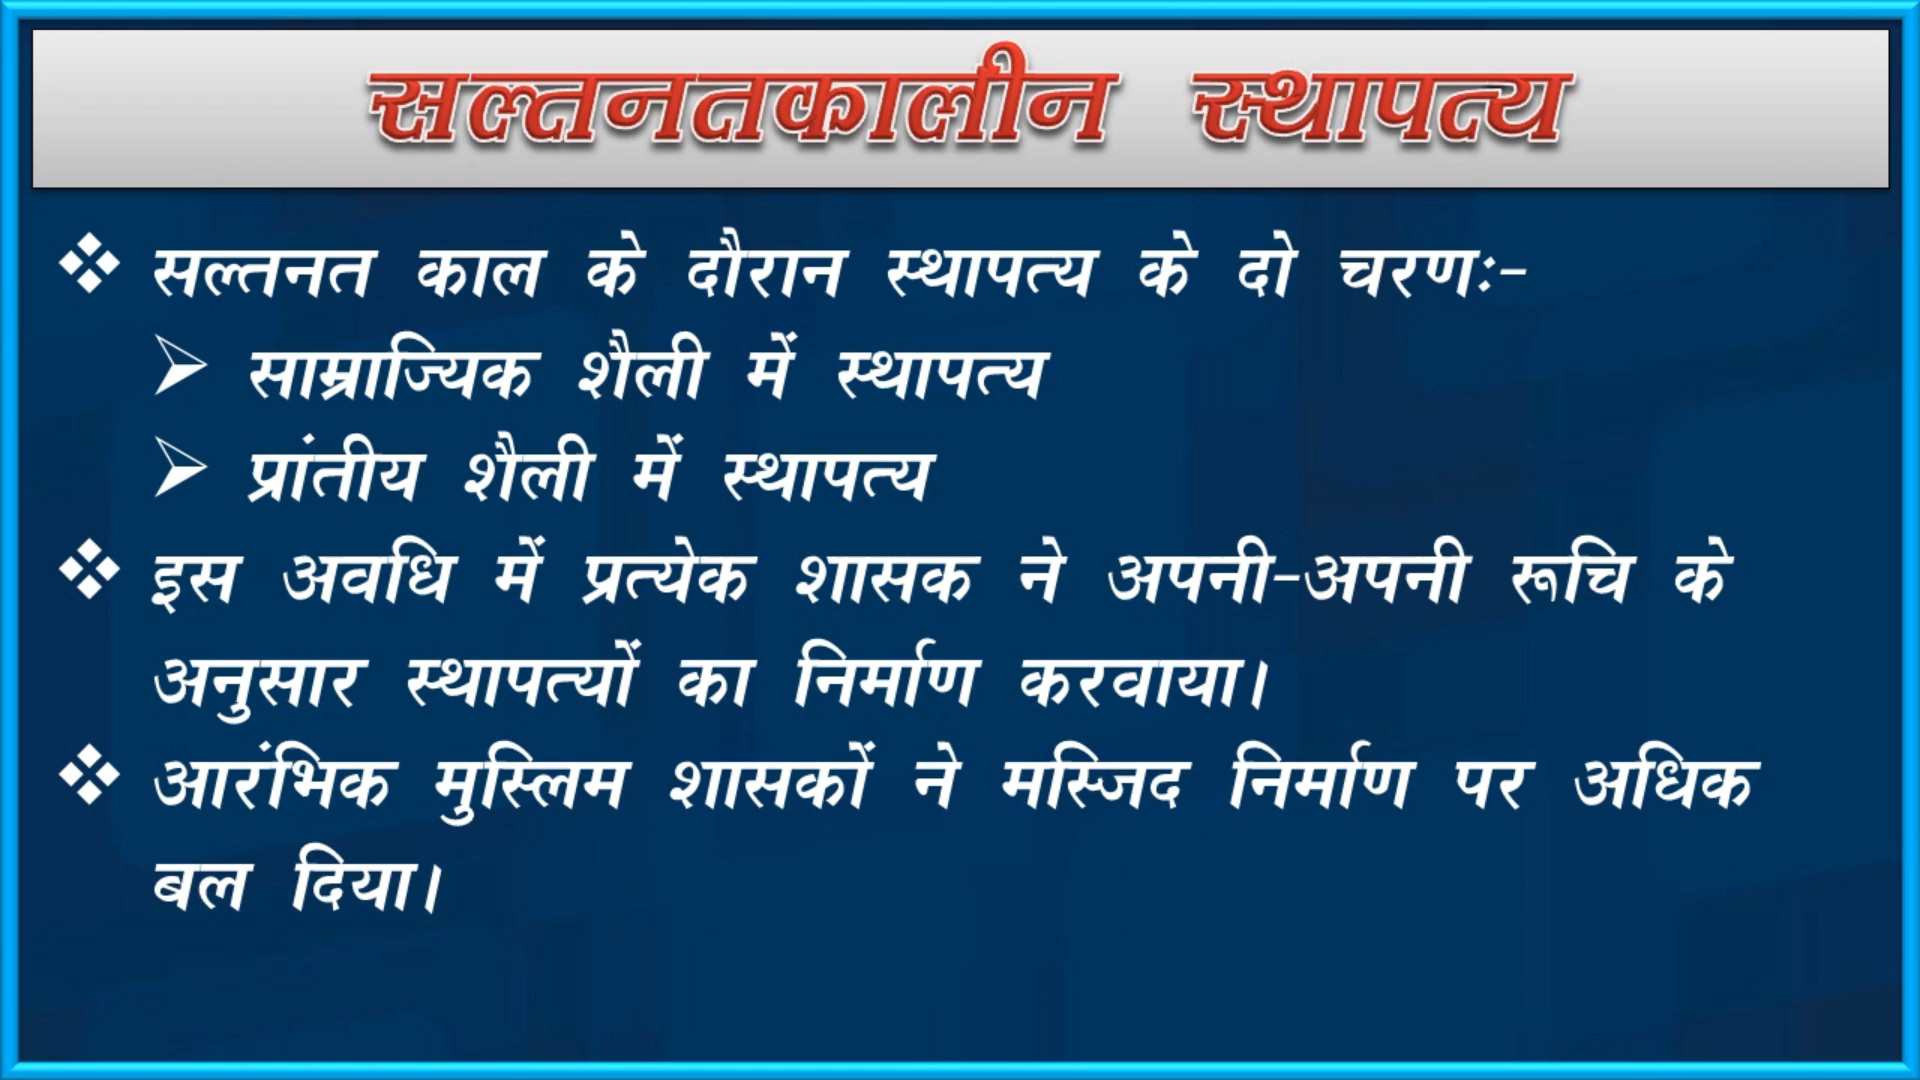 सल्तनतकालीन स्थापत्य
❖ सल्तनत काल के दौरान स्थापत्य के दो चरणः-
➢ साम्राज्यिक शैली में स्थापत्य
➢ प्रांतीय शैली में स्थापत्य
❖ इस अवधि में प्रत्येक शासक ने अपनी-अपनी रूचि के
अनुसार स्थापत्यों का निर्माण करवाया।
❖ आरंभिक मुस्लिम शासकों ने मस्जिद निर्माण पर अधिक
बल दिया।